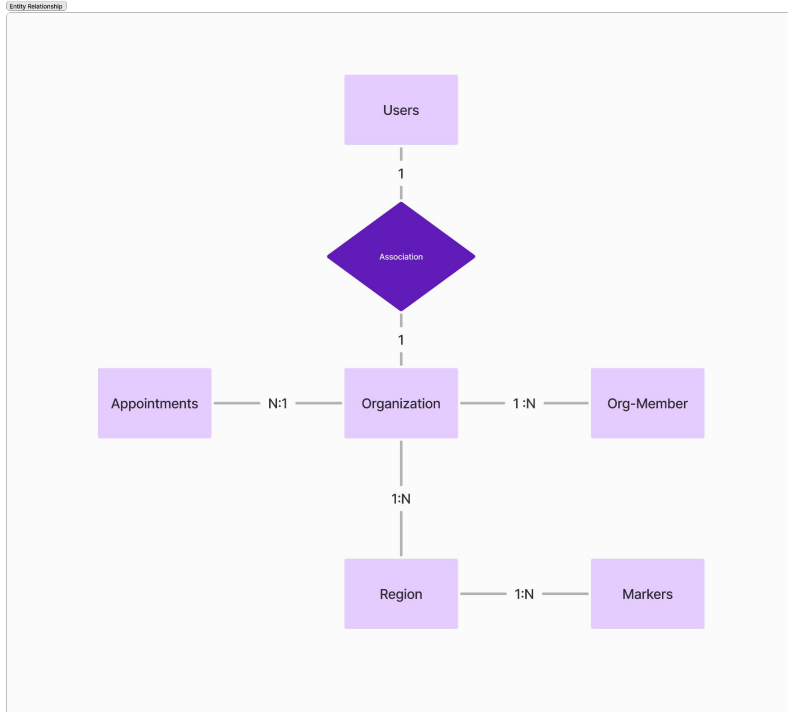 Entity Relationship
Users
1
Association
1
Appointments
N:1
Organization
1 :N
Org-Member
1:N
Region
1:N
Markers